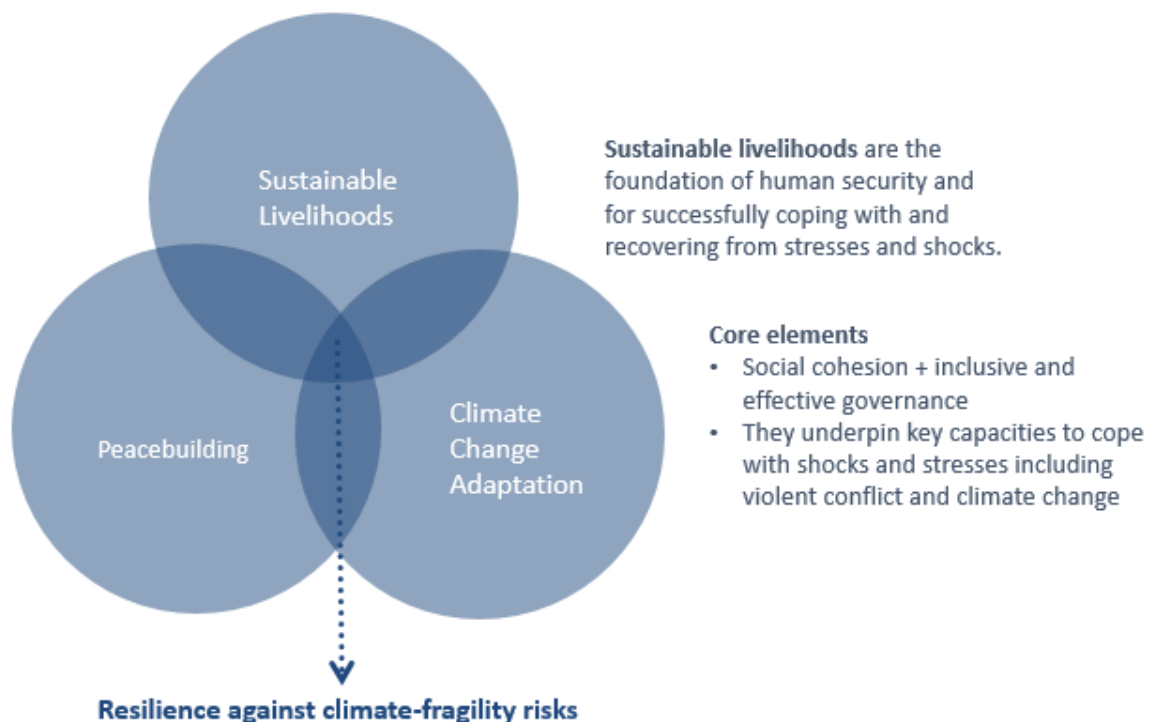 Sustainable
Livelihoods
Peacebuilding
Climate
Change
Adaptation
Resilience against climate-fragility risks
Sustainable livelihoods are the
foundation of human security and
for successfully coping with and
recovering from stresses and shocks.
Core elements
• Social cohesion + inclusive and
effective governance
• They underpin key capacities to cope
with shocks and stresses including
violent conflict and climate change